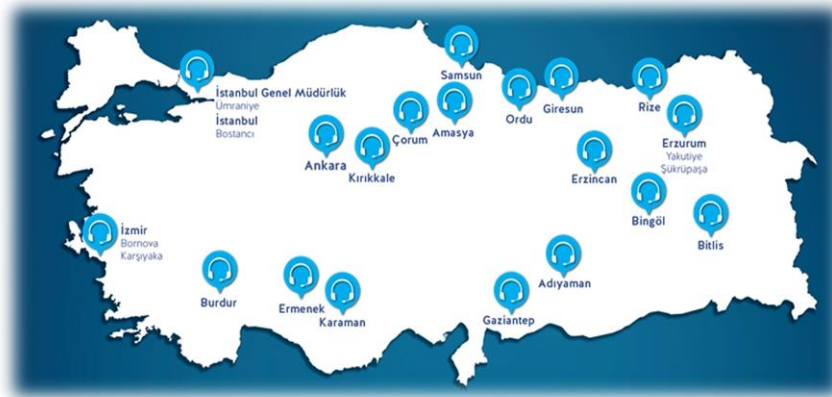 Samsun
İstanbul Genel Müdürlük
Ümraniye
İstanbul
Bostancı
Ordu
Giresun
Rize
Çorum
Amasya
Ankara
Kırıkkale
Erzurum
Yakutiye
Şükrüpaşa
Erzincan
Bingöl
Bitlis
İzmir
Bornova
Karşıyaka
Burdur
Ermenek
Karaman
Adıyaman
Gaziantep